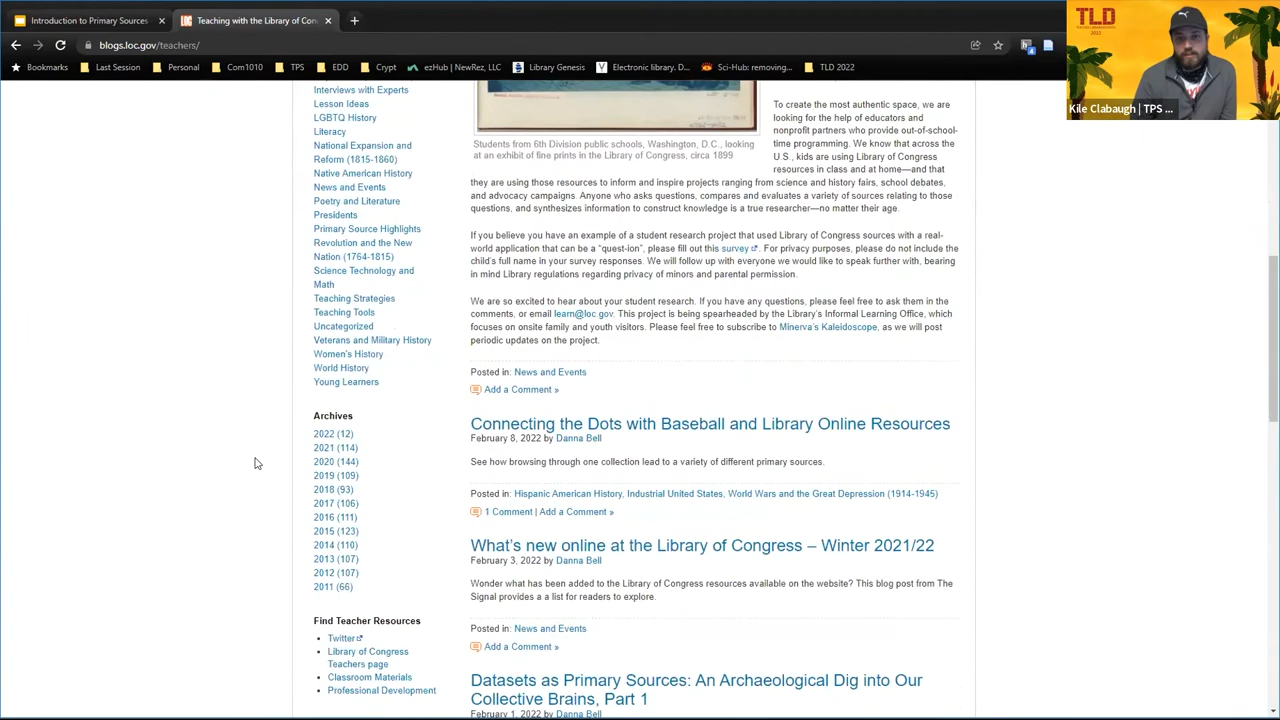 Introduction to Primary Sources
Teaching with the Library of Con
blogs.loc.gov/teachers/
Bookmarks
Last Session
Personal
Com1010
TPS
EDD
Crypt
ezHub | NewRez, LLC
Library Genesis
Electronic library. D...
Sci-Hub: removing...
TLD 2022
TLD
2022
Kile Clabaugh | TPS ...
Interviews with Experts
Lesson Ideas
LGBTQ History
Literacy
National Expansion and
Reform (1815-1860)
Native American History
News and Events
Poetry and Literature
Presidents
Primary Source Highlights
Revolution and the New
Nation (1764-1815)
Science Technology and
Math
Teaching Strategies
Teaching Tools
Uncategorized
Veterans and Military History
Women's History
World History
Young Learners
Archives
2022 (12)
2021 (114)
2020 (144)
2019 (109)
2018 (93)
2017 (106)
2016 (111)
2015 (123)
2014 (110)
2013 (107)
2012 (107)
2011 (66)
Find Teacher Resources
• Twitter
• Library of Congress
Teachers page
• Classroom Materials
• Professional Development
Students from 6th Division public schools, Washington, D.C., looking
at an exhibit of fine prints in the Library of Congress, circa 1899
To create the most authentic space, we are
looking for the help of educators and
nonprofit partners who provide out-of-school-
time programming. We know that across the
U.S., kids are using Library of Congress
resources in class and at home—and that
they are using those resources to inform and inspire projects ranging from science and history fairs, school debates,
and advocacy campaigns. Anyone who asks questions, compares and evaluates a variety of sources relating to those
questions, and synthesizes information to construct knowledge is a true researcher—no matter their age.
If you believe you have an example of a student research project that used Library of Congress sources with a real-
world application that can be a “quest-ion”, please fill out this survey. For privacy purposes, please do not include the
child's full name in your survey responses. We will follow up with everyone we would like to speak further with, bearing
in mind Library regulations regarding privacy of minors and parental permission.
We are so excited to hear about your student research. If you have any questions, please feel free to ask them in the
comments, or email learn@loc.gov. This project is being spearheaded by the Library's Informal Learning Office, which
focuses on onsite family and youth visitors. Please feel free to subscribe to Minerva's Kaleidoscope, as we will post
periodic updates on the project.
Posted in: News and Events
Add a Comment »
Connecting the Dots with Baseball and Library Online Resources
February 8, 2022 by Danna Bell
See how browsing through one collection lead to a variety of different primary sources.
Posted in: Hispanic American History, Industrial United States, World Wars and the Great Depression (1914-1945)
1 Comment | Add a Comment »
What's new online at the Library of Congress – Winter 2021/22
February 3, 2022 by Danna Bell
Wonder what has been added to the Library of Congress resources available on the website? This blog post from The
Signal provides a a list for readers to explore.
Posted in: News and Events
Add a Comment »
Datasets as Primary Sources: An Archaeological Dig into Our
Collective Brains, Part 1
February 1, 2022 by Danna Bell